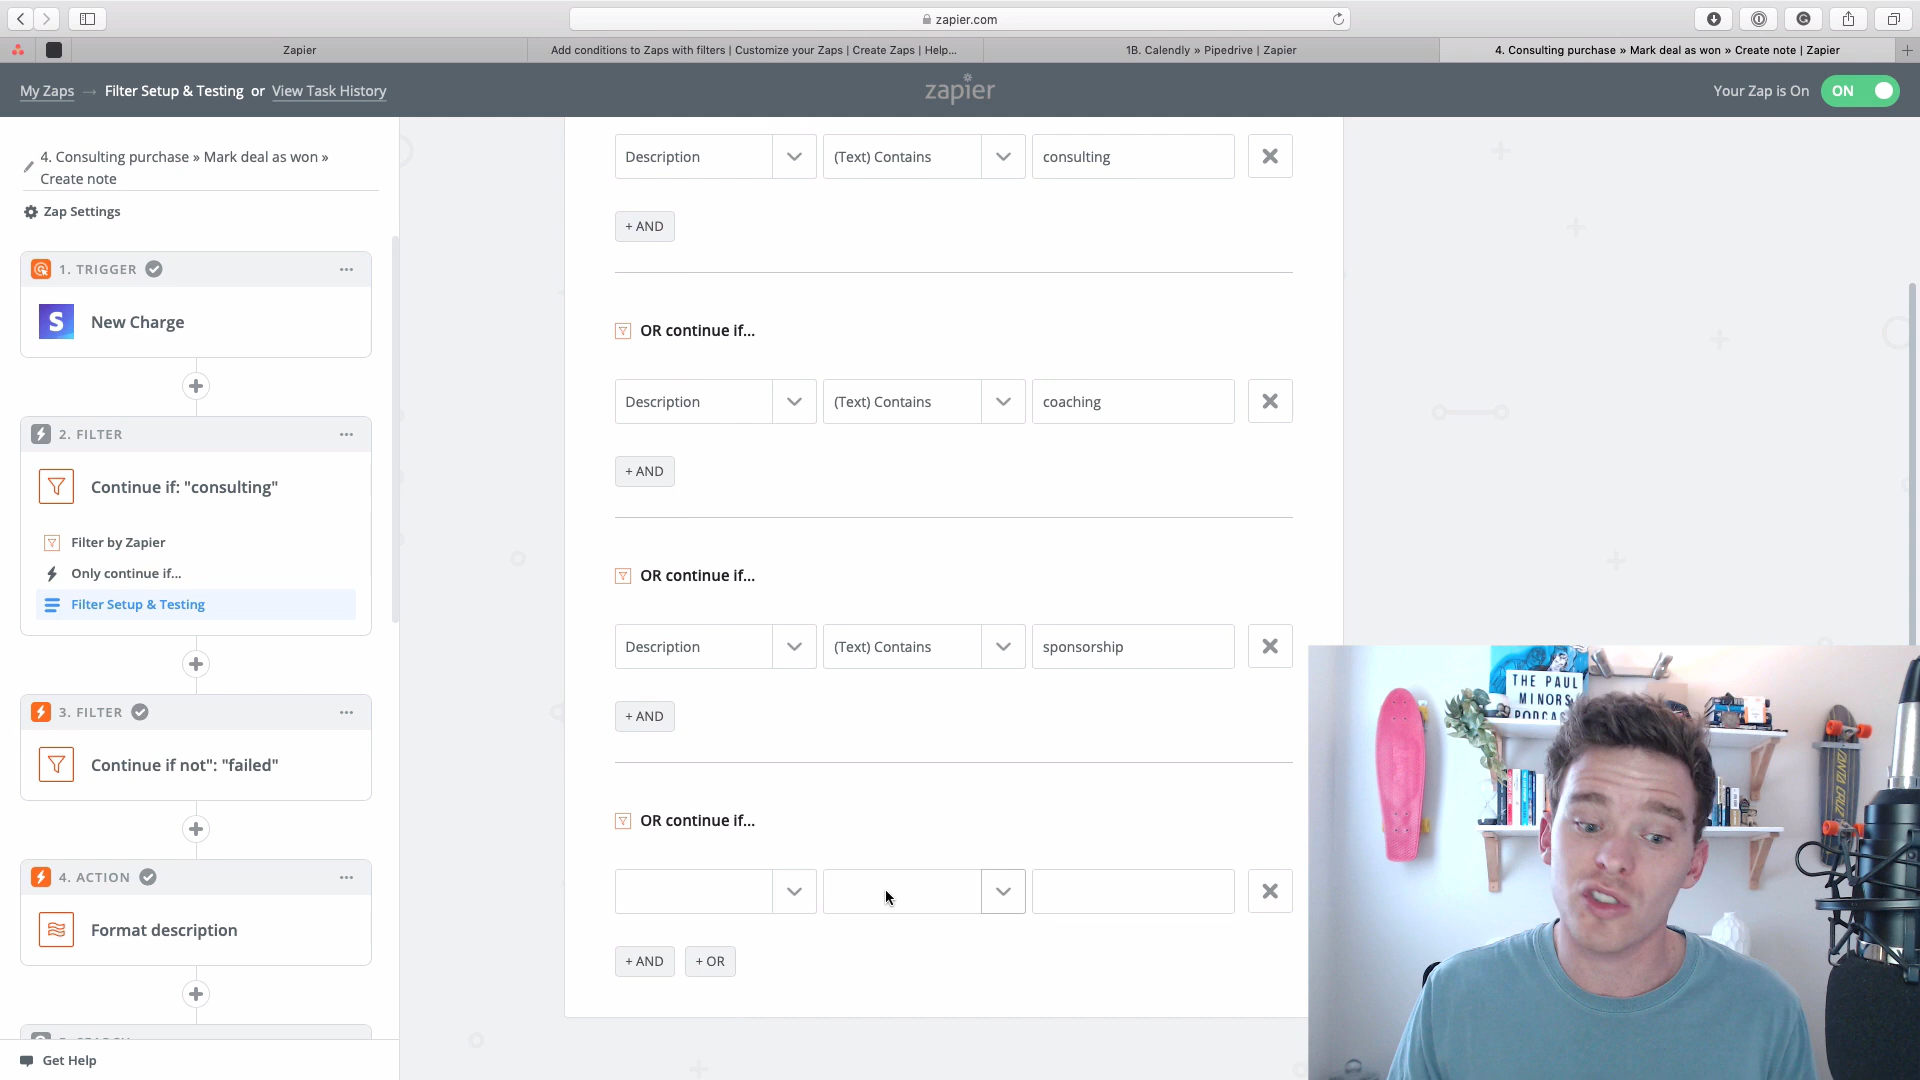 zapier.com
Zapier
Add conditions to Zaps with filters | Customize your Zaps | Create Zaps | Help...
1B. Calendly » Pipedrive | Zapier
4. Consulting purchase » Mark deal as won » Create note | Zapier
My Zaps → Filter Setup & Testing or View Task History
zapier
Your Zap is On
ON
4. Consulting purchase » Mark deal as won »
Create note
Zap Settings
1. TRIGGER
New Charge
2. FILTER
Continue if: "consulting"
Filter by Zapier
Only continue if...
Filter Setup & Testing
3. FILTER
Continue if not": "failed"
4. ACTION
Format description
Get Help
Description
(Text) Contains
consulting
+ AND
OR continue if...
Description
(Text) Contains
coaching
+ AND
OR continue if...
Description
(Text) Contains
sponsorship
+ AND
OR continue if...
+ AND
+ OR
THE PAUL
MINORS
SANTA CRUZ